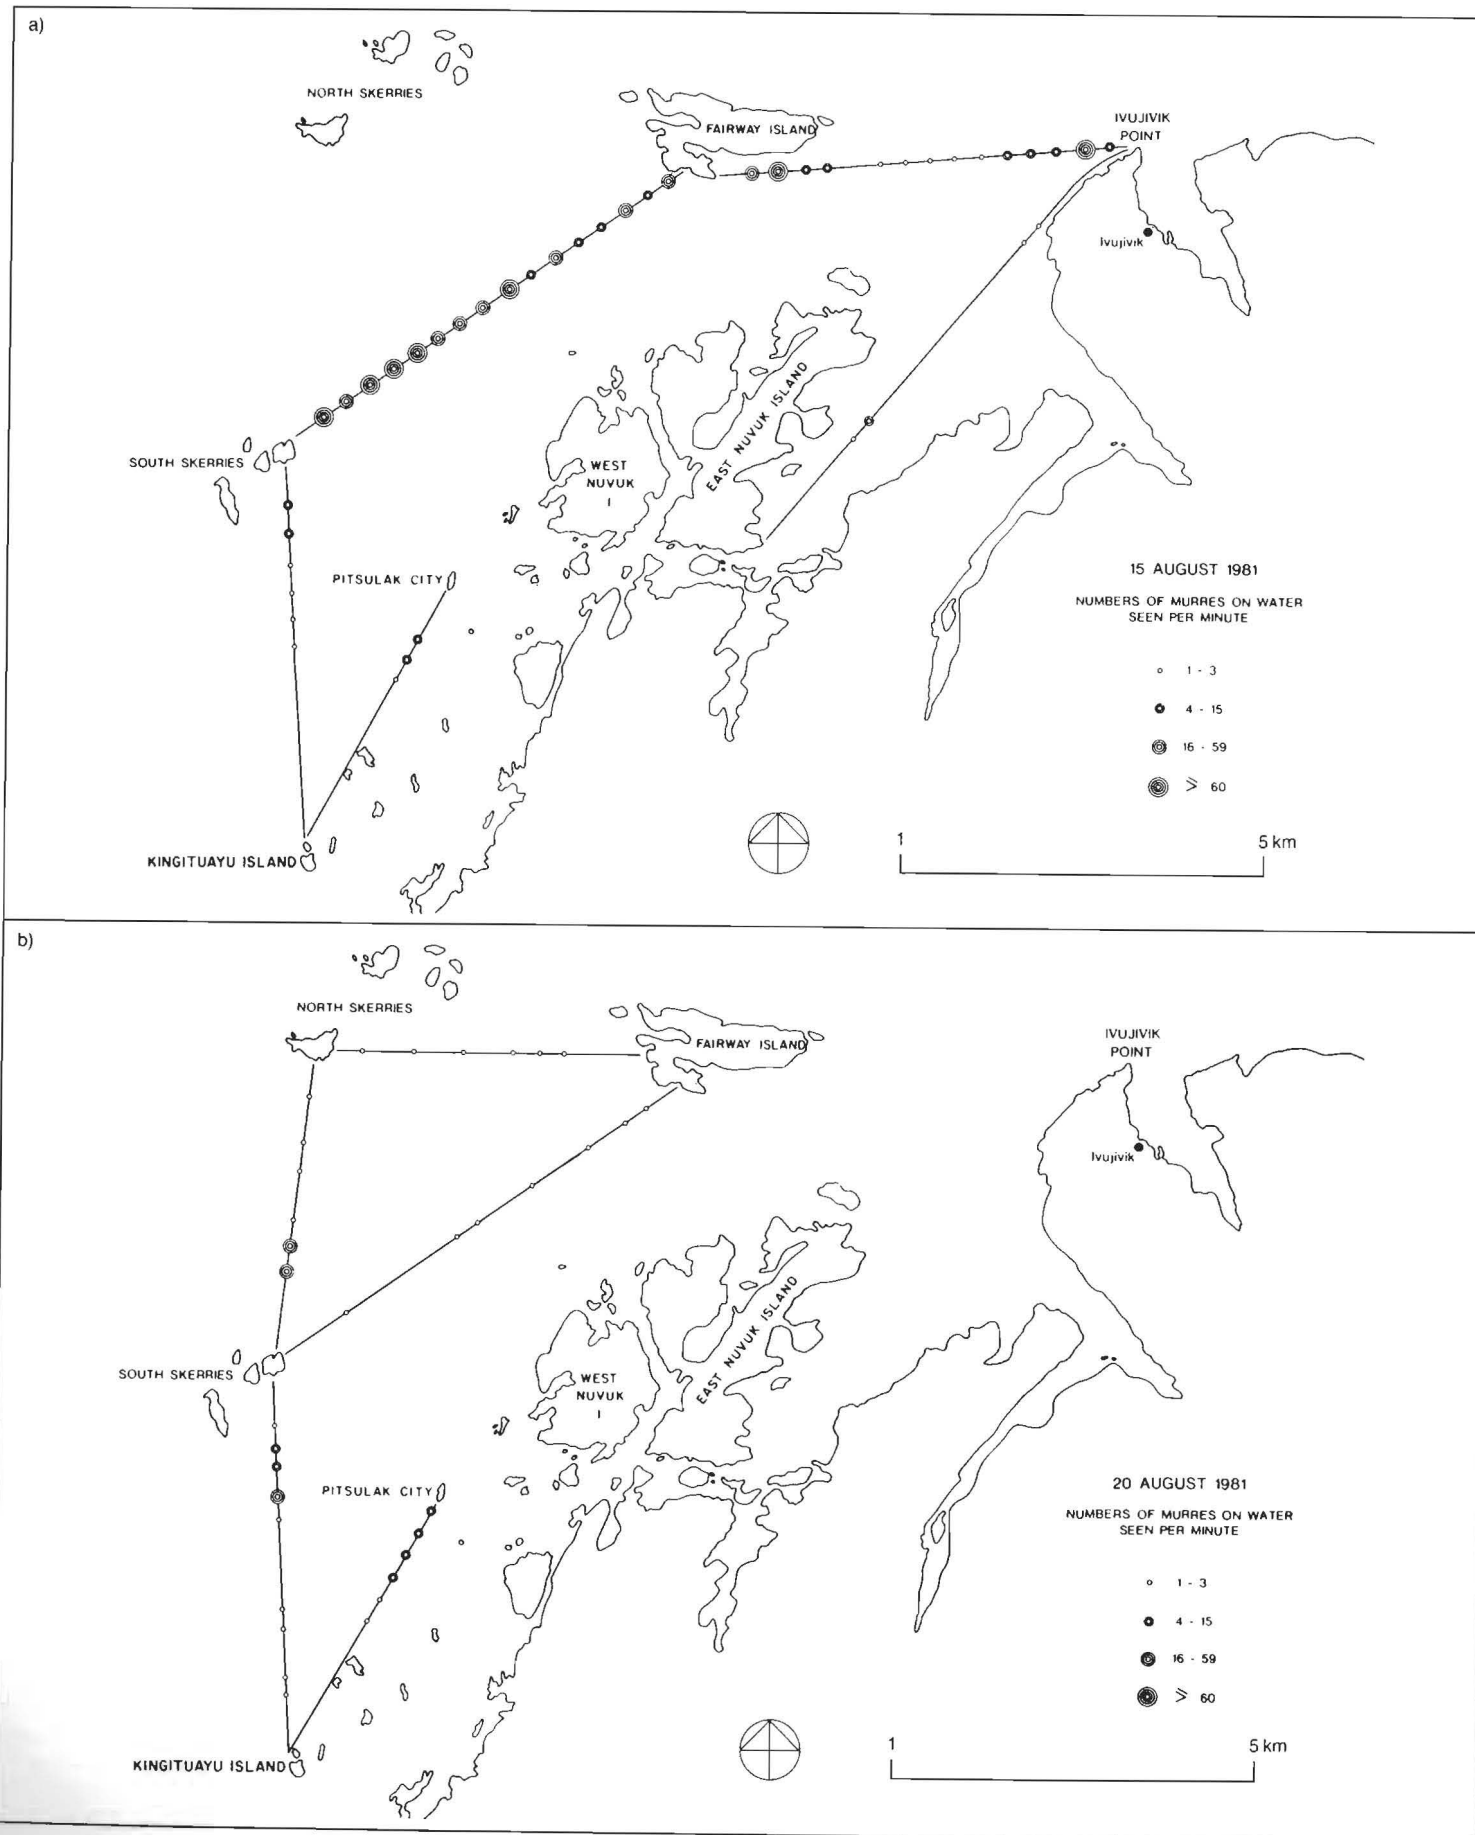 a)
NORTH SKERRIES
FAIRWAY ISLAND
IVUJIVIK
POINT
Ivujivik
EAST NUVUK ISLAND
SOUTH SKERRIES
WEST
NUVUK
I
PITSULAK CITY
15 AUGUST 1981
NUMBERS OF MURRES ON WATER
SEEN PER MINUTE
1 - 3
4 - 15
16 - 59
≥ 60
KINGITUAYU ISLAND
1 5 km
b)
NORTH SKERRIES
FAIRWAY ISLAND
IVUJIVIK
POINT
Ivujivik
EAST NUVUK ISLAND
SOUTH SKERRIES
WEST
NUVUK
I
PITSULAK CITY
20 AUGUST 1981
NUMBERS OF MURRES ON WATER
SEEN PER MINUTE
1 - 3
4 - 15
16 - 59
≥ 60
KINGITUAYU ISLAND
1 5 km